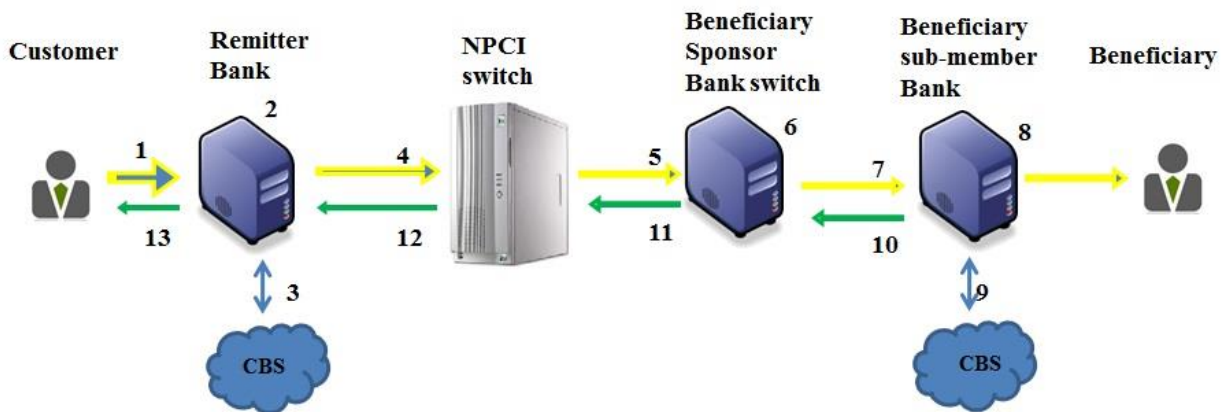 Customer
Remitter
Bank
NPCI
switch
Beneficiary
Sponsor
Bank switch
Beneficiary
sub-member
Bank
Beneficiary
1
2
3
4
5
6
7
8
9
10
11
12
13
CBS
CBS